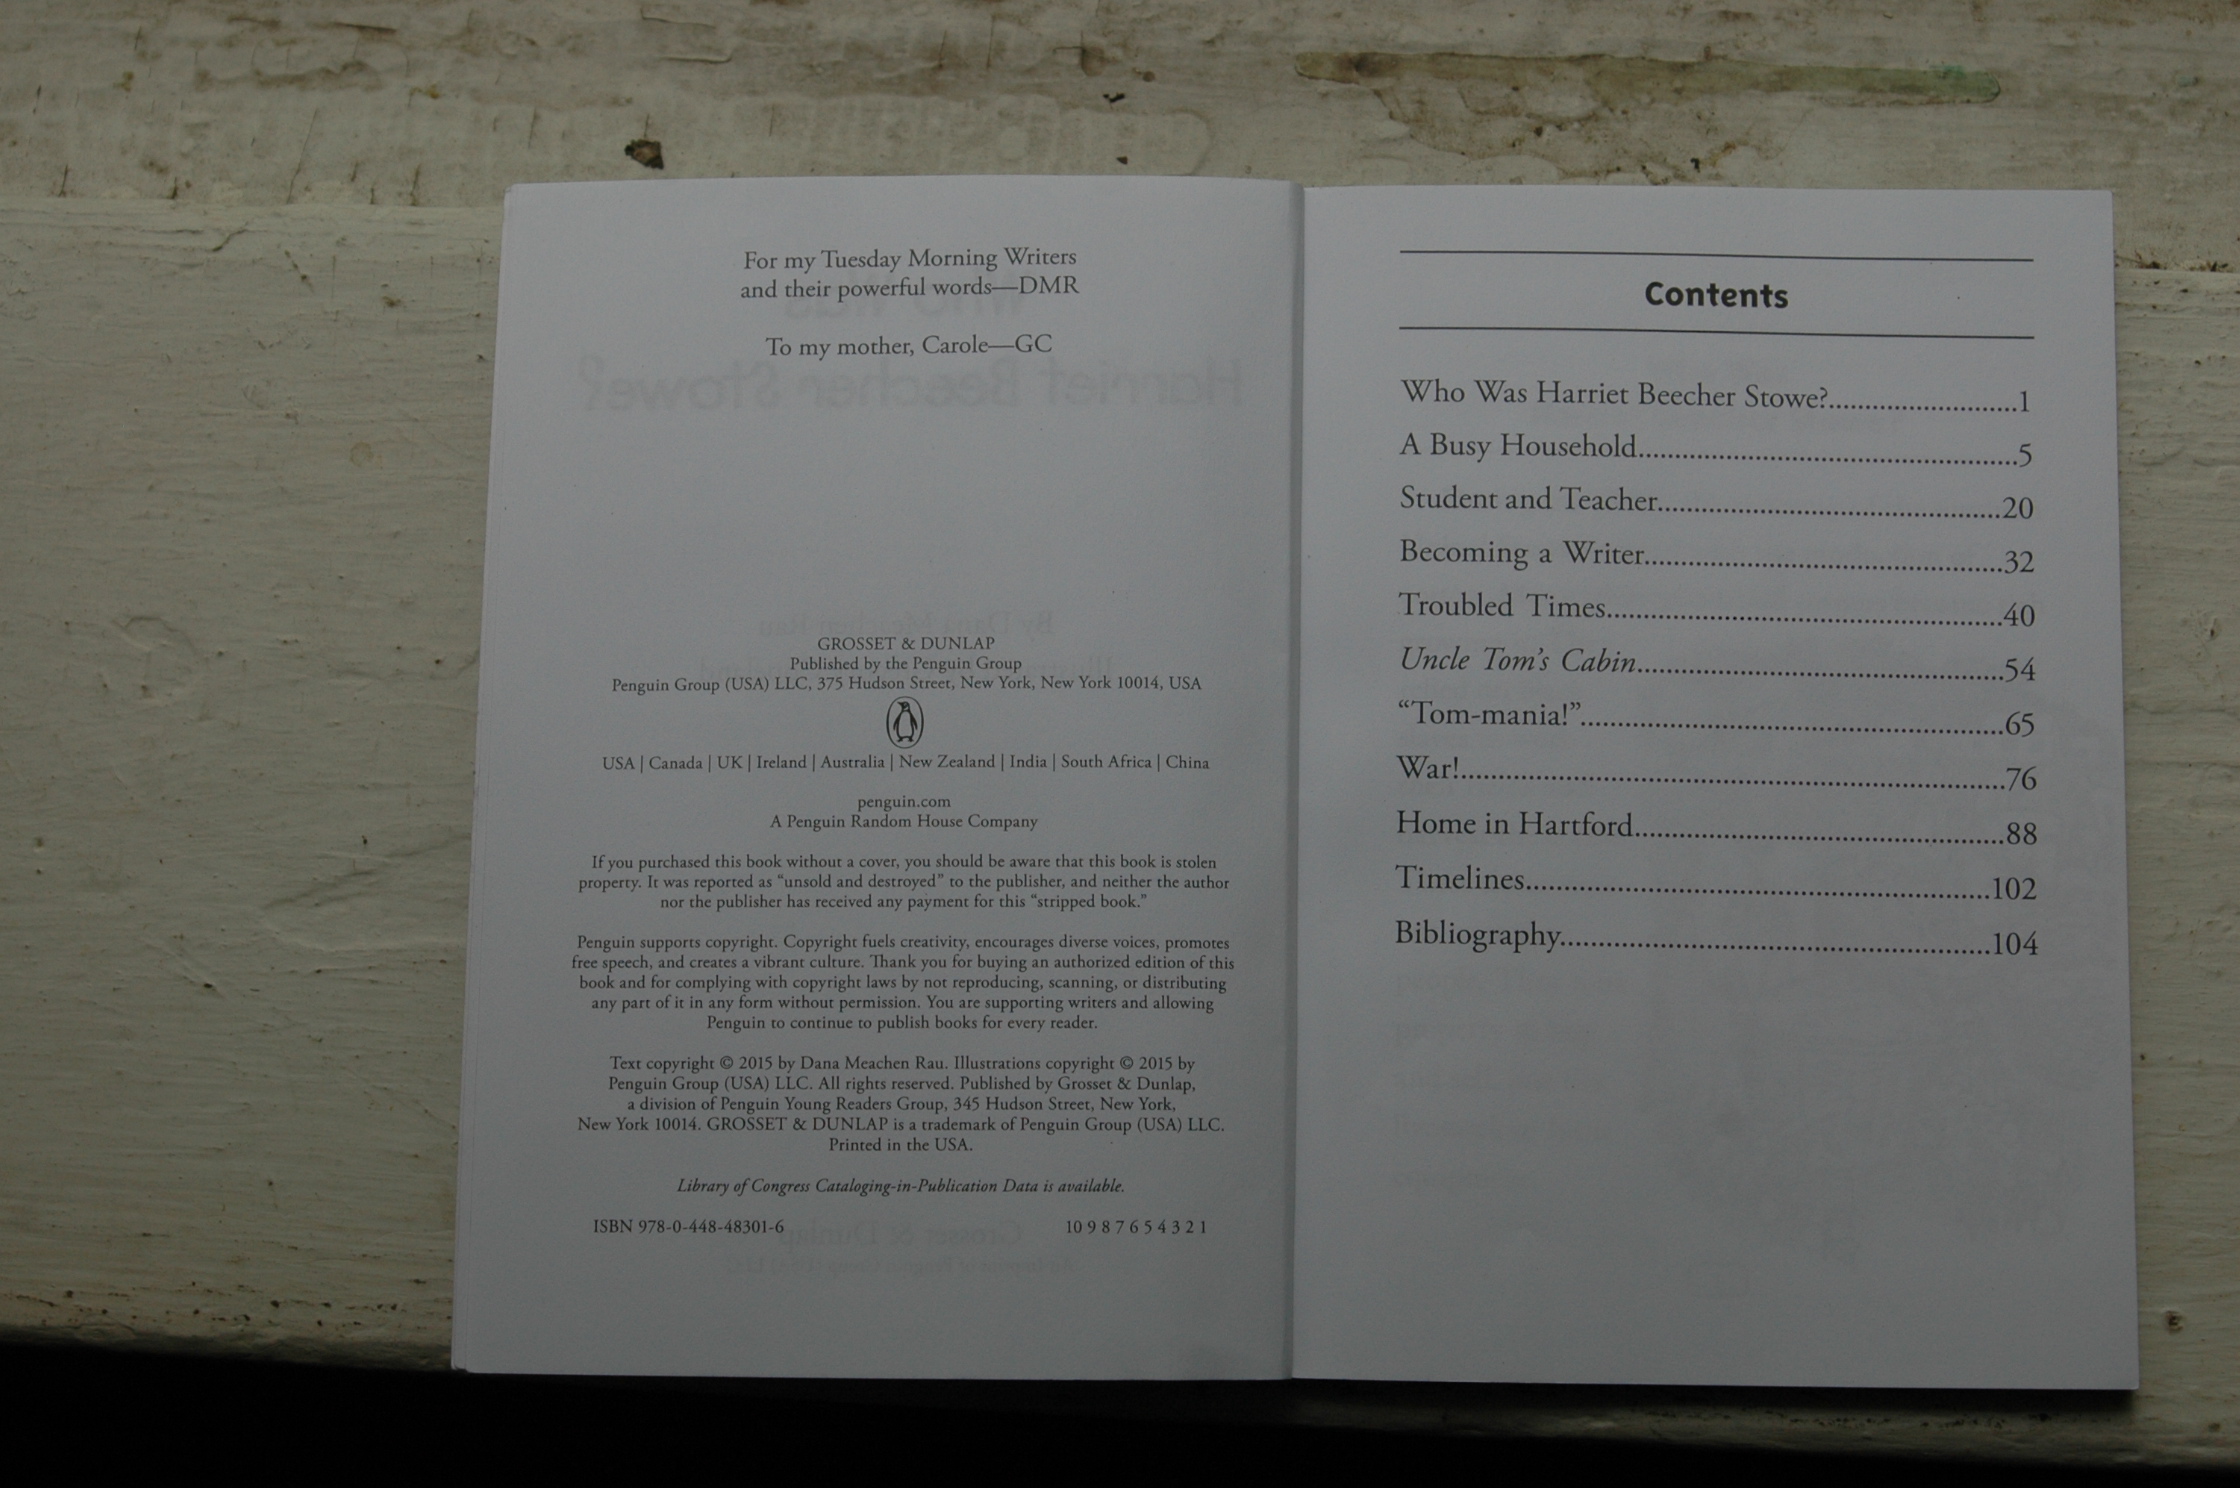 For my Tuesday Morning Writers
and their powerful words—DMR
To my mother, Carole—GC
Harriet Beecher Stowe?
GROSSET & DUNLAP
Published by the Penguin Group
Penguin Group (USA) LLC, 375 Hudson Street, New York, New York 10014, USA
USA | Canada | UK | Ireland | Australia | New Zealand | India | South Africa | China
penguin.com
A Penguin Random House Company
If you purchased this book without a cover, you should be aware that this book is stolen
property. It was reported as “unsold and destroyed” to the publisher, and neither the author
nor the publisher has received any payment for this “stripped book.”
Penguin supports copyright. Copyright fuels creativity, encourages diverse voices, promotes
free speech, and creates a vibrant culture. Thank you for buying an authorized edition of this
book and for complying with copyright laws by not reproducing, scanning, or distributing
any part of it in any form without permission. You are supporting writers and allowing
Penguin to continue to publish books for every reader.
Text copyright © 2015 by Dana Meachen Rau. Illustrations copyright © 2015 by
Penguin Group (USA) LLC. All rights reserved. Published by Grosset & Dunlap,
a division of Penguin Young Readers Group, 345 Hudson Street, New York,
New York 10014. GROSSET & DUNLAP is a trademark of Penguin Group (USA) LLC.
Printed in the USA.
Library of Congress Cataloging-in-Publication Data is available.
ISBN 978-0-448-48301-6 10 9 8 7 6 5 4 3 2 1
Contents
Who Was Harriet Beecher Stowe?..........................1
A Busy Household....................................................5
Student and Teacher...............................................20
Becoming a Writer.................................................32
Troubled Times......................................................40
Uncle Tom’s Cabin..................................................54
“Tom-mania!”.........................................................65
War!.........................................................................76
Home in Hartford..................................................88
Timelines...............................................................102
Bibliography..........................................................104